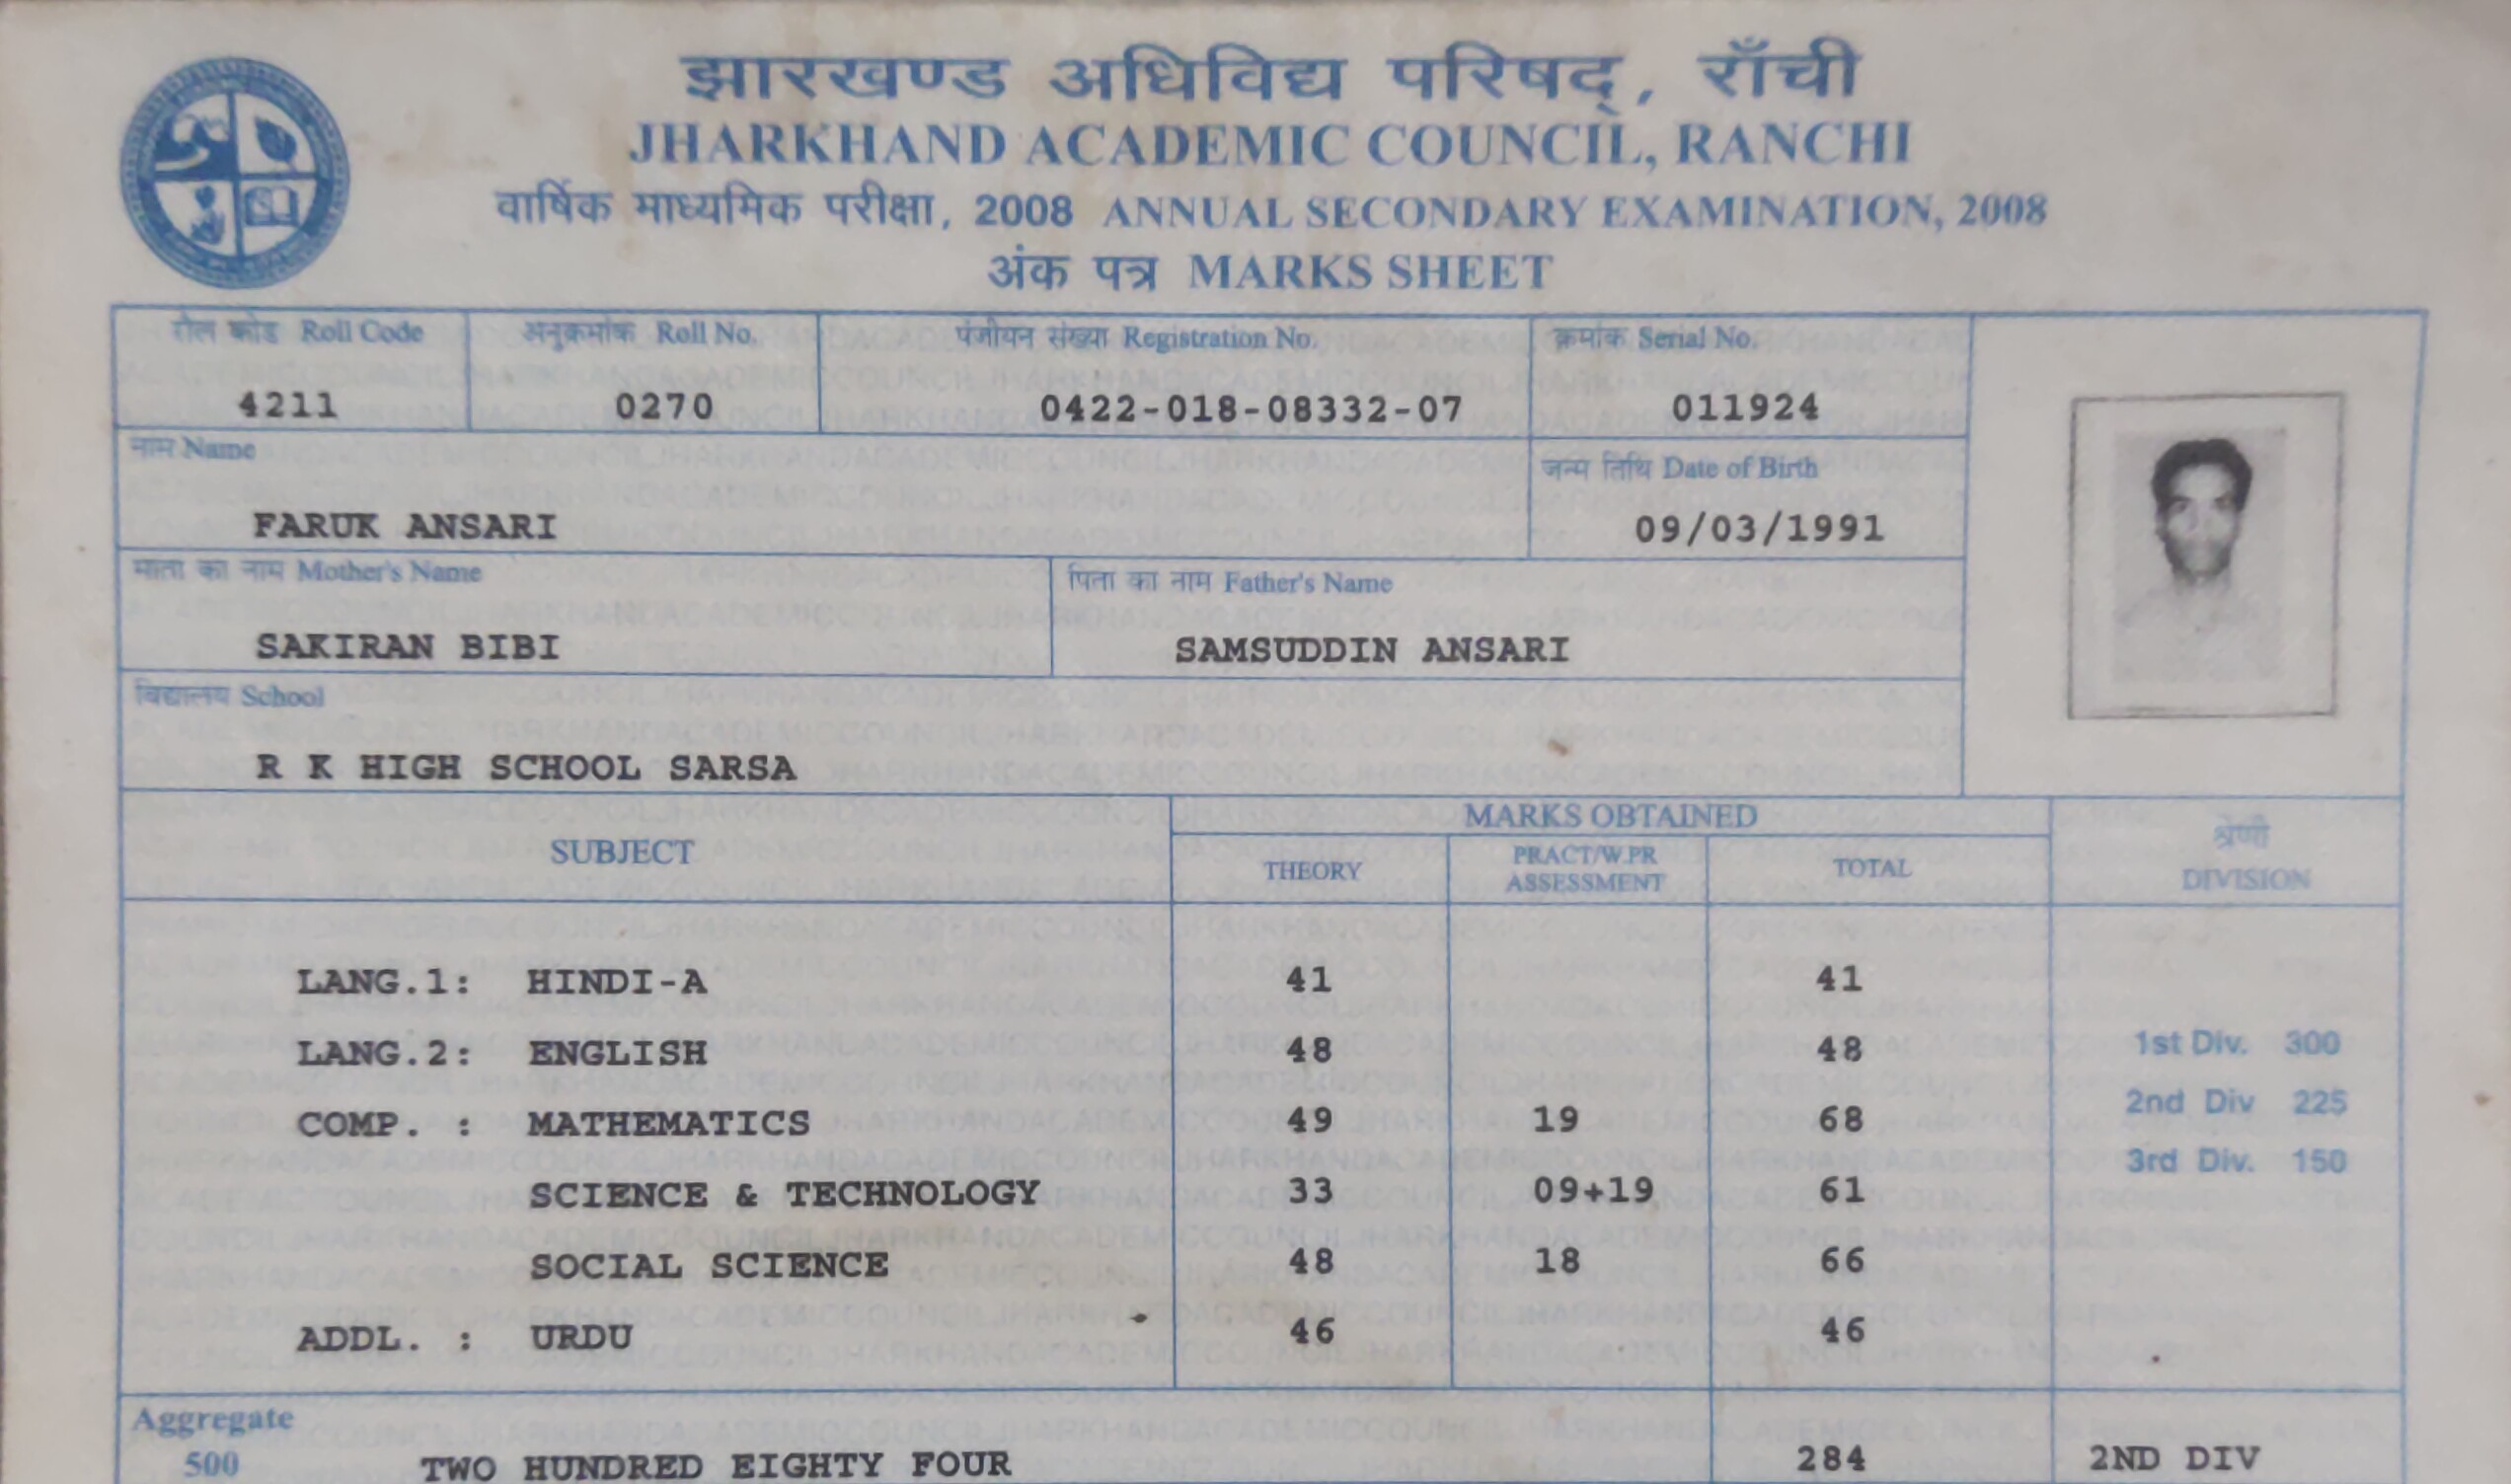 झारखण्ड अधिविद्य परिषद्, राँची
JHARKHAND ACADEMIC COUNCIL, RANCHI
वार्षिक माध्यमिक परीक्षा, 2008 ANNUAL SECONDARY EXAMINATION, 2008
अंक पत्र MARKS SHEET
रोल कोड Roll Code अनुक्रमांक Roll No. पंजीयन संख्या Registration No. क्रमांक Serial No.
4211 0270 0422-018-08332-07 011924
नाम Name जन्म तिथि Date of Birth
FARUK ANSARI 09/03/1991
माता का नाम Mother's Name पिता का नाम Father's Name
SAKIRAN BIBI SAMSUDDIN ANSARI
विद्यालय School
R K HIGH SCHOOL SARSA
SUBJECT MARKS OBTAINED श्रेणी DIVISION
THEORY PRACT/W.PR ASSESSMENT TOTAL
LANG.1: HINDI-A 41 41
LANG.2: ENGLISH 48 48 1st Div. 300
COMP. : MATHEMATICS 49 19 68 2nd Div 225
SCIENCE & TECHNOLOGY 33 09+19 61 3rd Div. 150
SOCIAL SCIENCE 48 18 66
ADDL. : URDU 46 46
Aggregate
500 TWO HUNDRED EIGHTY FOUR 284 2ND DIV